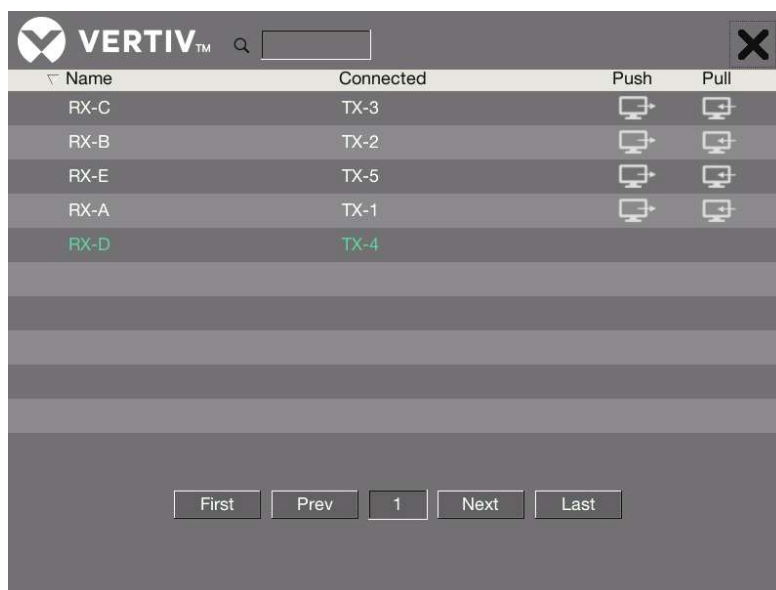 VERTIV™
Name Connected Push Pull
RX-C TX-3
RX-B TX-2
RX-E TX-5
RX-A TX-1
RX-D TX-4
First Prev 1 Next Last